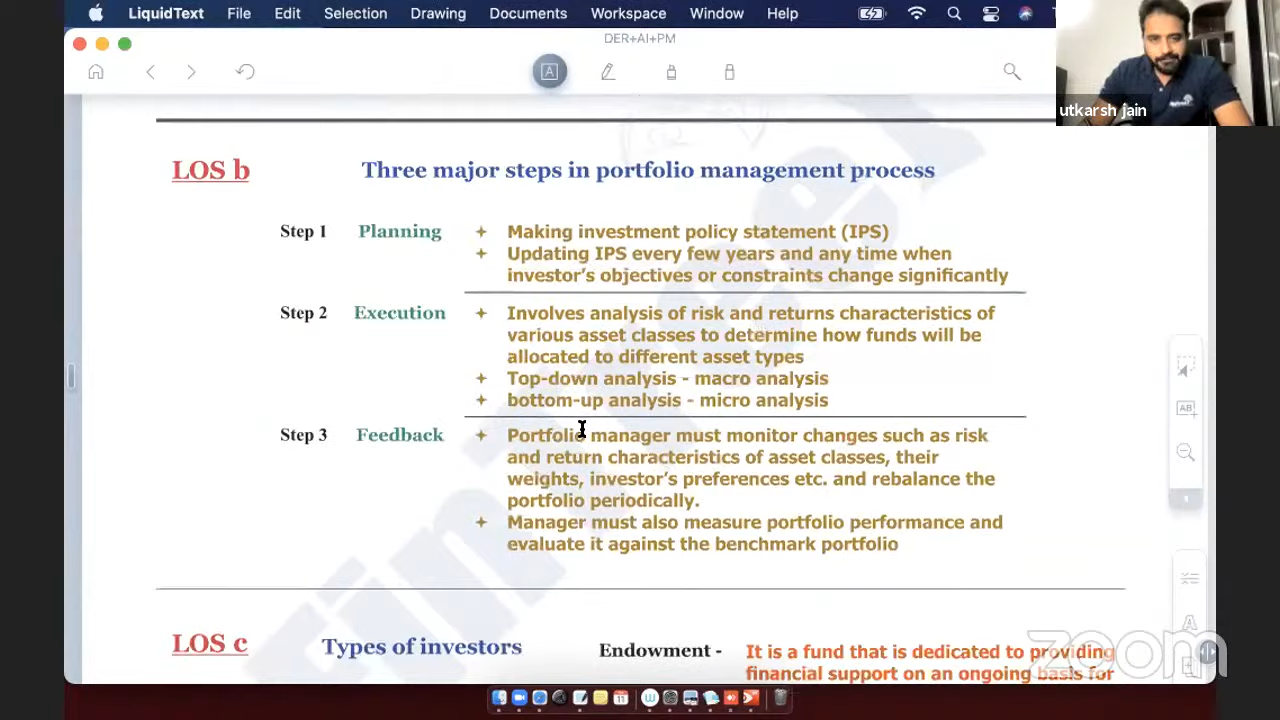 LiquidText File Edit Selection Drawing Documents Workspace Window Help
DER+AI+PM
utkarsh jain
LOS b Three major steps in portfolio management process
Step 1 Planning Making investment policy statement (IPS)
Updating IPS every few years and any time when
investor's objectives or constraints change significantly
Step 2 Execution Involves analysis of risk and returns characteristics of
various asset classes to determine how funds will be
allocated to different asset types
Top-down analysis - macro analysis
bottom-up analysis - micro analysis
Step 3 Feedback Portfolio manager must monitor changes such as risk
and return characteristics of asset classes, their
weights, investor's preferences etc. and rebalance the
portfolio periodically.
Manager must also measure portfolio performance and
evaluate it against the benchmark portfolio
LOS c Types of investors Endowment - It is a fund that is dedicated to providing
financial support on an ongoing basis for
zoom